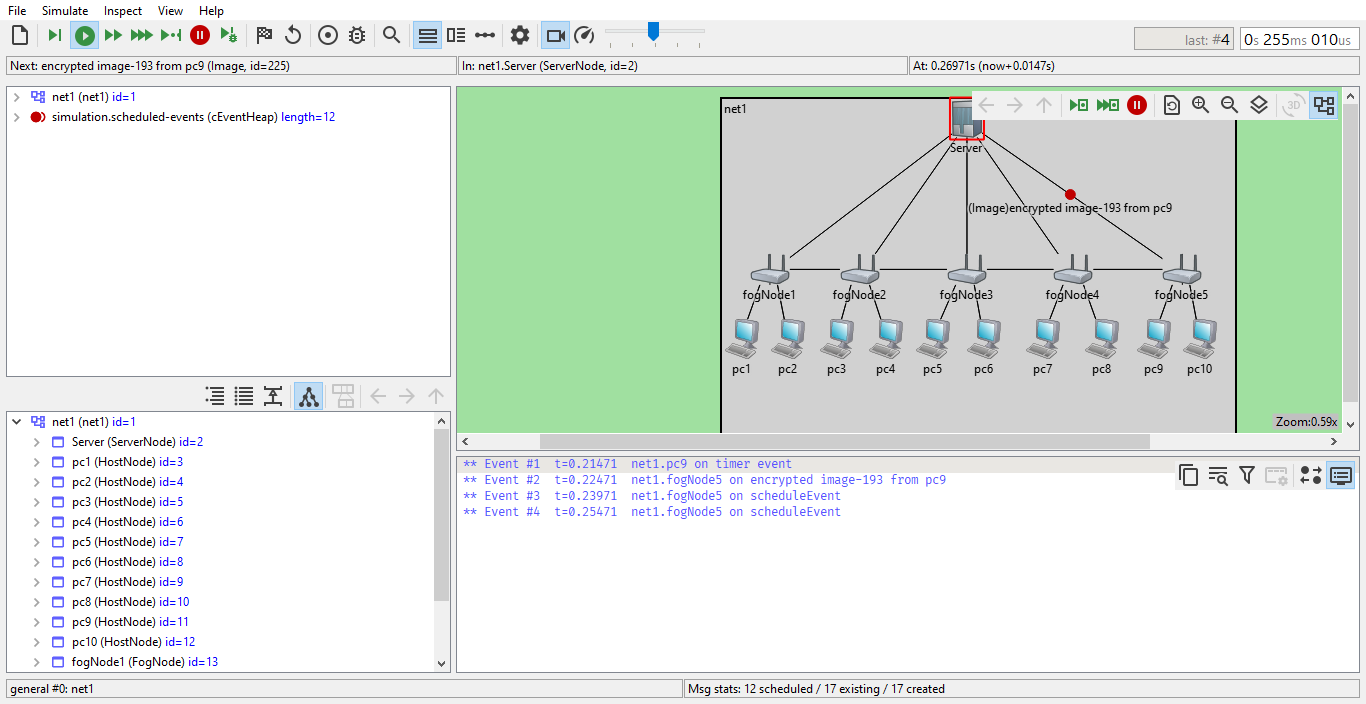 File Simulate Inspect View Help
last: #4
0s 255ms 010us
Next: encrypted image-193 from pc9 (Image, id=225)
In: net1.Server (ServerNode, id=2)
At: 0.26971s (now+0.0147s)
net1 (net1) id=1
simulation.scheduled-events (cEventHeap) length=12
net1
3D
Server
(Image)encrypted image-193 from pc9
fogNode1 fogNode2 fogNode3 fogNode4 fogNode5
pc1 pc2 pc3 pc4 pc5 pc6 pc7 pc8 pc9 pc10
Zoom:0.59x
net1 (net1) id=1
Server (ServerNode) id=2
pc1 (HostNode) id=3
pc2 (HostNode) id=4
pc3 (HostNode) id=5
pc4 (HostNode) id=6
pc5 (HostNode) id=7
pc6 (HostNode) id=8
pc7 (HostNode) id=9
pc8 (HostNode) id=10
pc9 (HostNode) id=11
pc10 (HostNode) id=12
fogNode1 (FogNode) id=13
** Event #1 t=0.21471 net1.pc9 on timer event
** Event #2 t=0.22471 net1.fogNode5 on encrypted image-193 from pc9
** Event #3 t=0.23971 net1.fogNode5 on scheduleEvent
** Event #4 t=0.25471 net1.fogNode5 on scheduleEvent
general #0: net1
Msg stats: 12 scheduled / 17 existing / 17 created